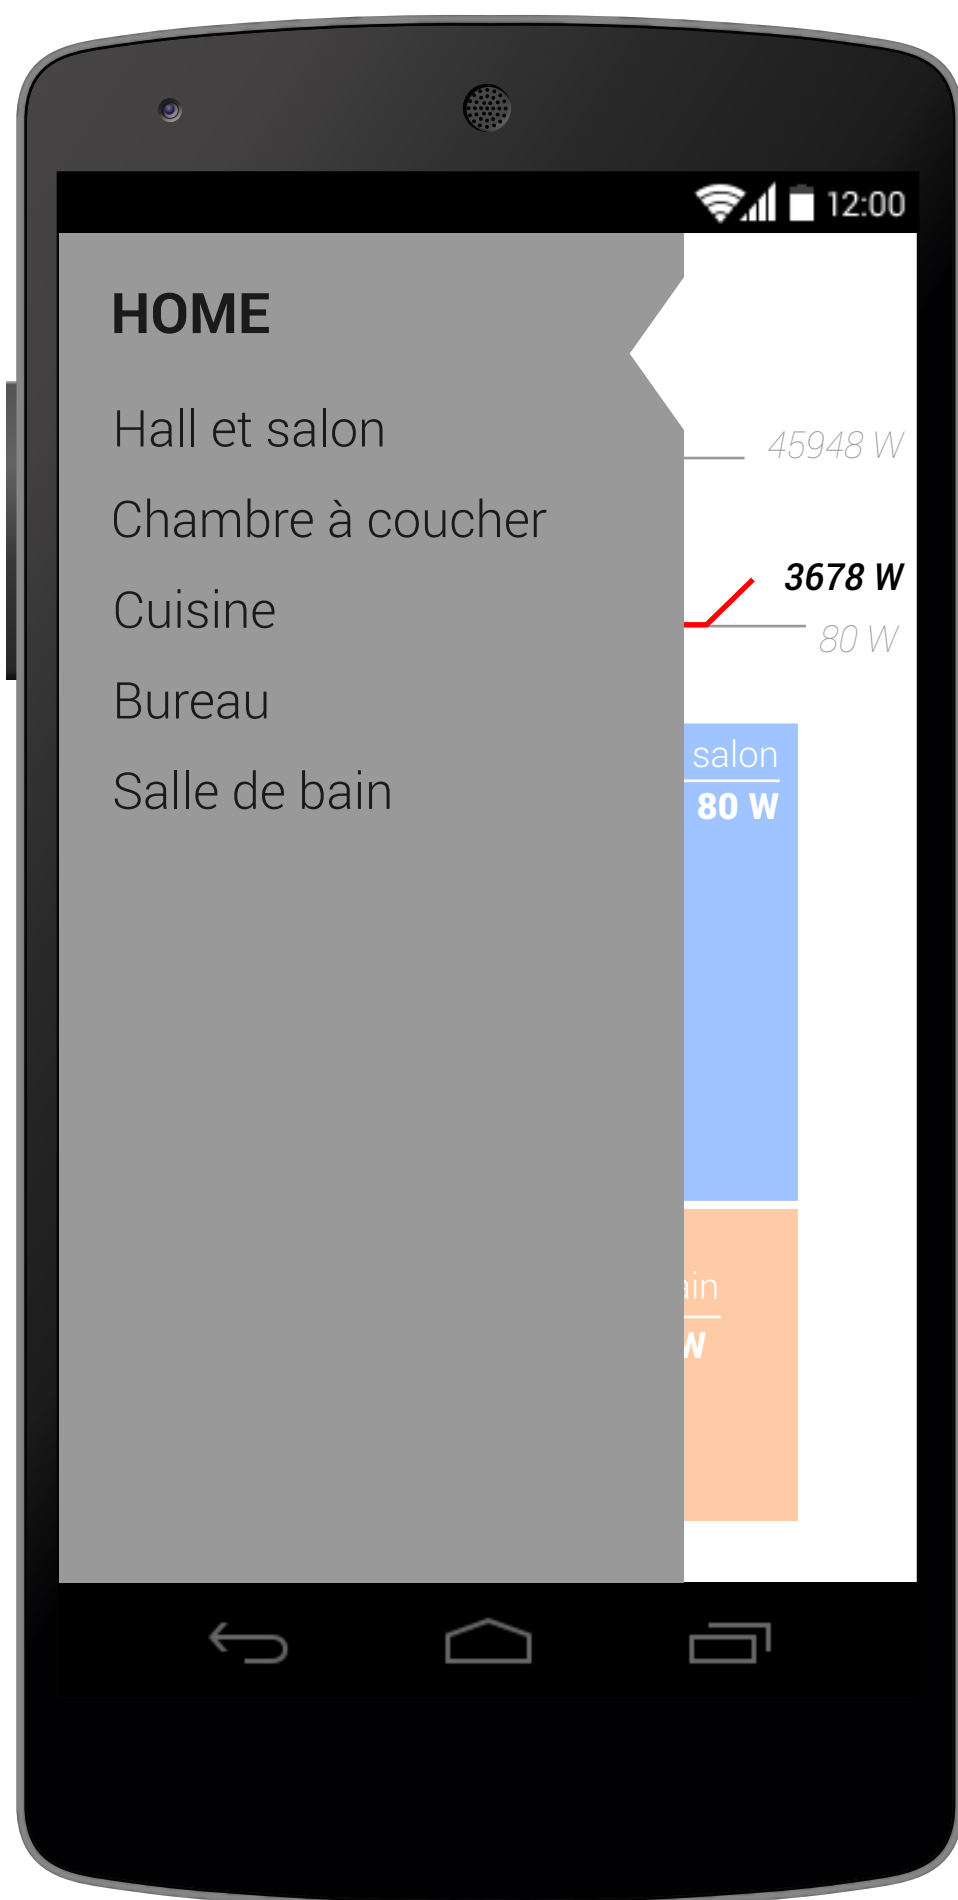 12:00
HOME
Hall et salon
Chambre à coucher
Cuisine
Bureau
Salle de bain
45948 W
3678 W
80 W
salon
80 W
W